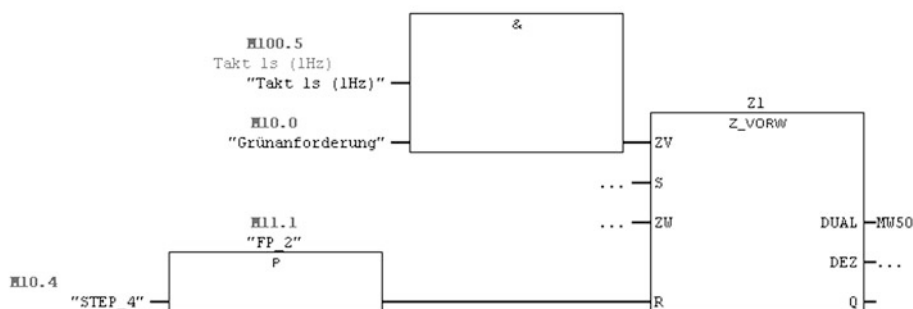 &
M100.5
Takt 1s (1Hz)
"Takt 1s (1Hz)"
M10.0
"Grünanforderung"
Z1
Z_VORW
ZV
... S
... ZW
DUAL MW50
DEZ ...
M11.1
"FP_2"
P
M10.4
"STEP_4"
R
Q